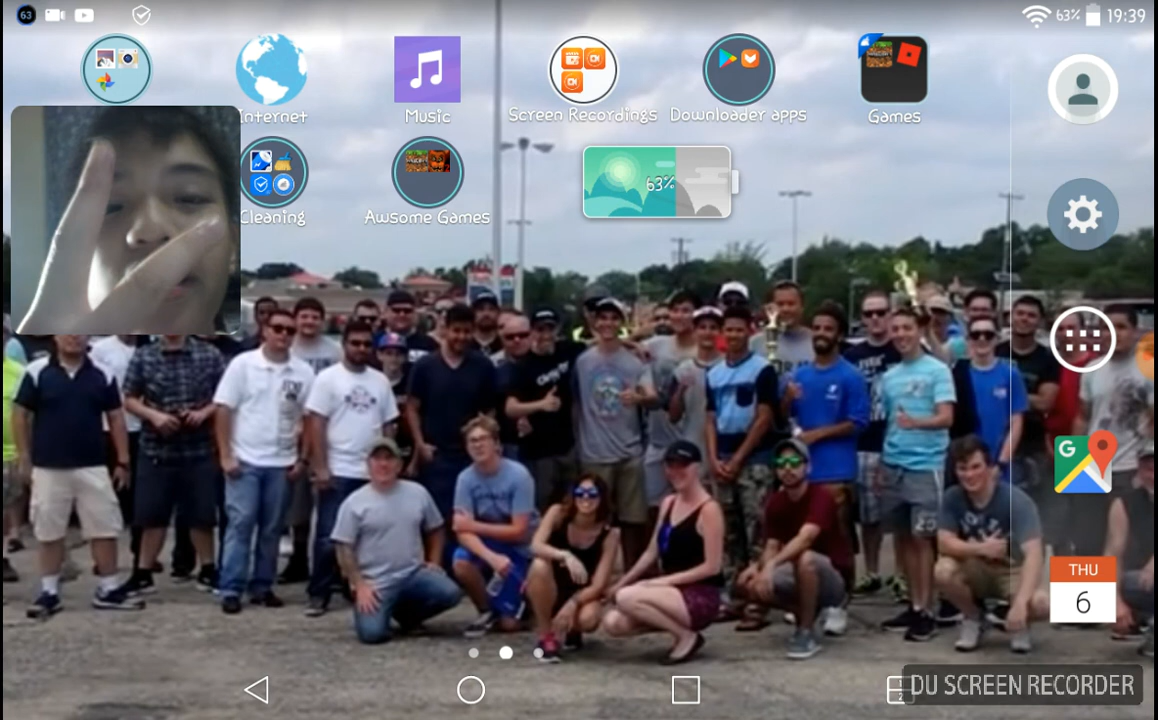 63
63%
19:39
Internet
Music
Screen Recordings
Downloader apps
Games
Cleaning
Awsome Games
63%
G
THU
6
DU SCREEN RECORDER